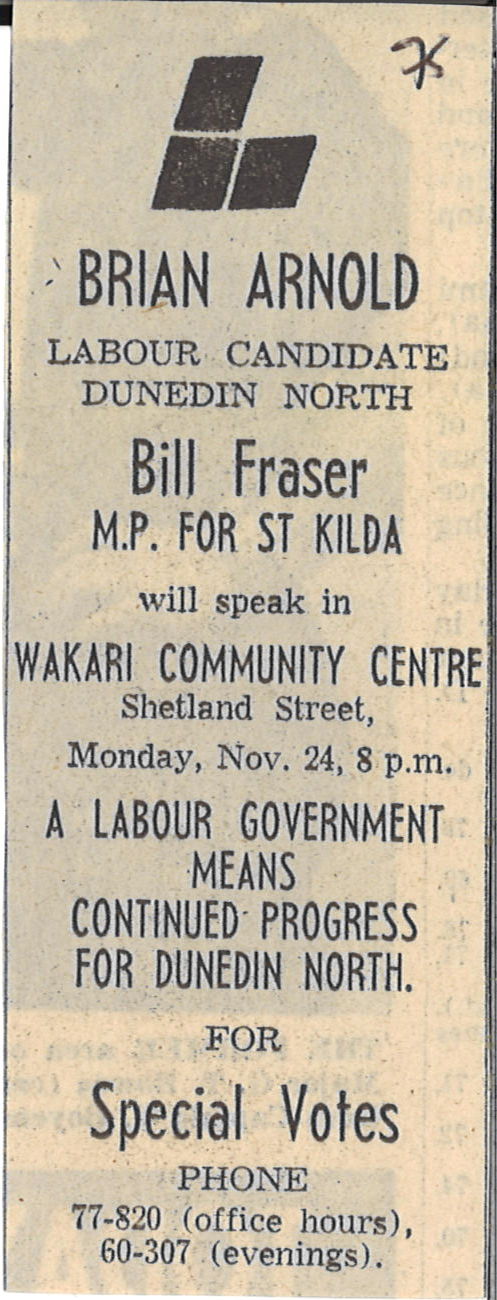 75
BRIAN ARNOLD
LABOUR CANDIDATE
DUNEDIN NORTH
Bill Fraser
M.P. FOR ST KILDA
will speak in
WAKARI COMMUNITY CENTRE
Shetland Street,
Monday, Nov. 24, 8 p.m.
A LABOUR GOVERNMENT
MEANS
CONTINUED PROGRESS
FOR DUNEDIN NORTH.
FOR
Special Votes
PHONE
77-820 (office hours),
60-307 (evenings).